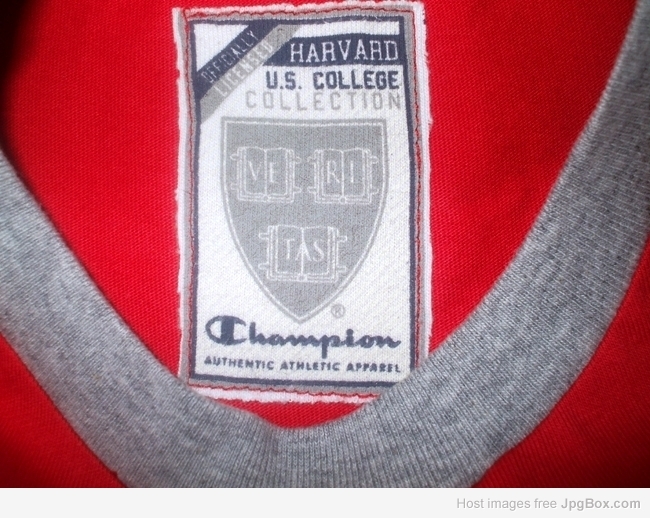 OFFICIALLY
LICENSED
HARVARD
U.S. COLLEGE
COLLECTION
VE RI
TAS
®
Champion
AUTHENTIC ATHLETIC APPAREL
Host images free JpgBox.com